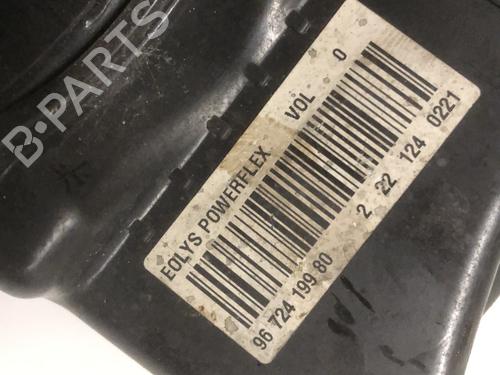 B-PARTS
EOLYS POWERFLEX VOL 0
96 724 199 80 2 22 124 0221